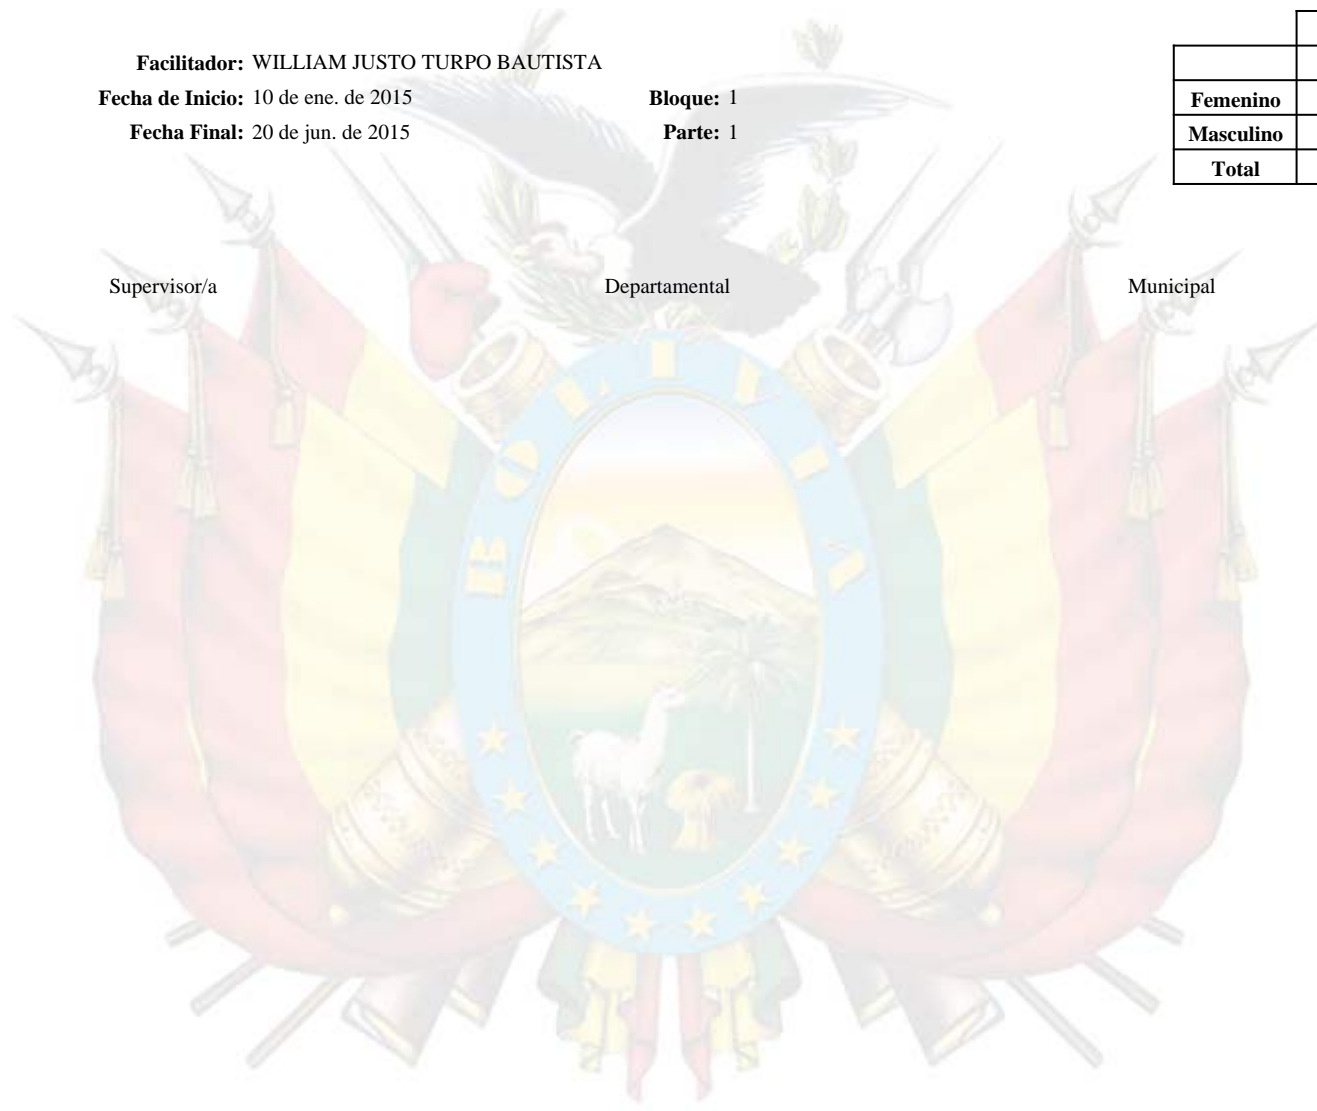 Facilitador: WILLIAM JUSTO TURPO BAUTISTA
Fecha de Inicio: 10 de ene. de 2015 Bloque: 1
Fecha Final: 20 de jun. de 2015 Parte: 1
Femenino
Masculino
Total
Supervisor/a Departamental Municipal
BOLIVIA